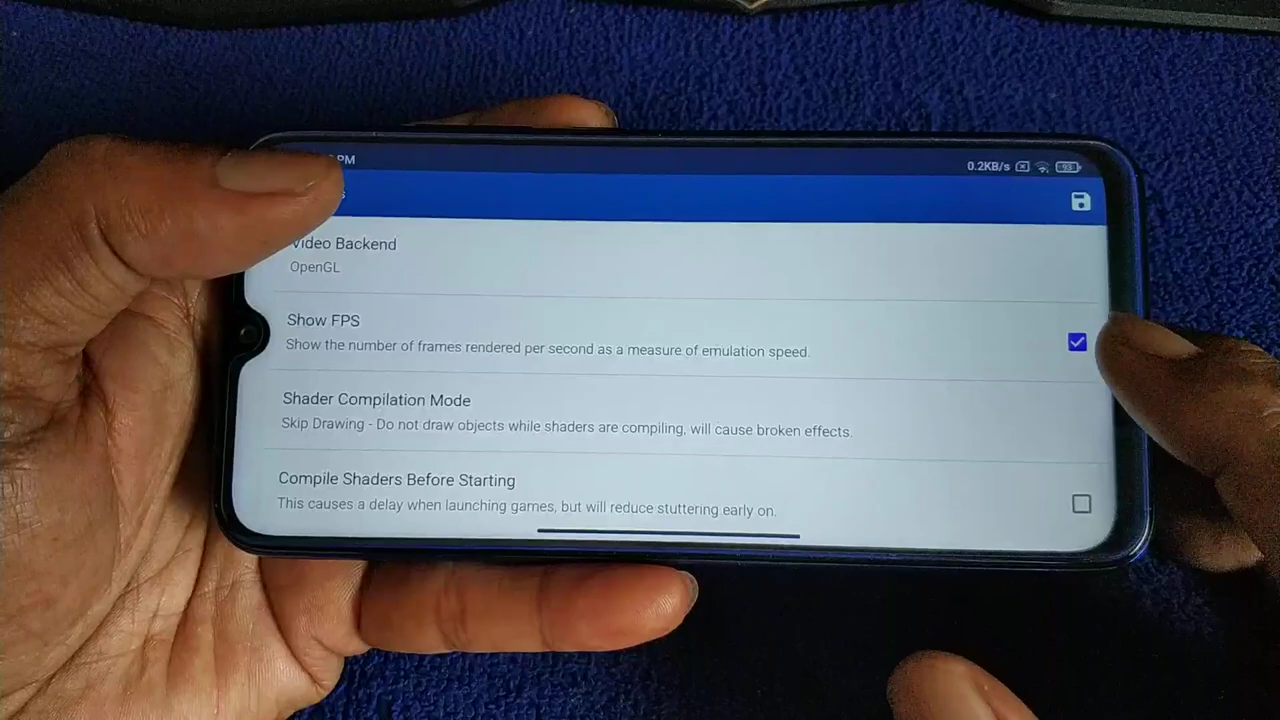 PM
0.2KB/s
93
Video Backend
OpenGL
Show FPS
Show the number of frames rendered per second as a measure of emulation speed.
Shader Compilation Mode
Skip Drawing - Do not draw objects while shaders are compiling, will cause broken effects.
Compile Shaders Before Starting
This causes a delay when launching games, but will reduce stuttering early on.